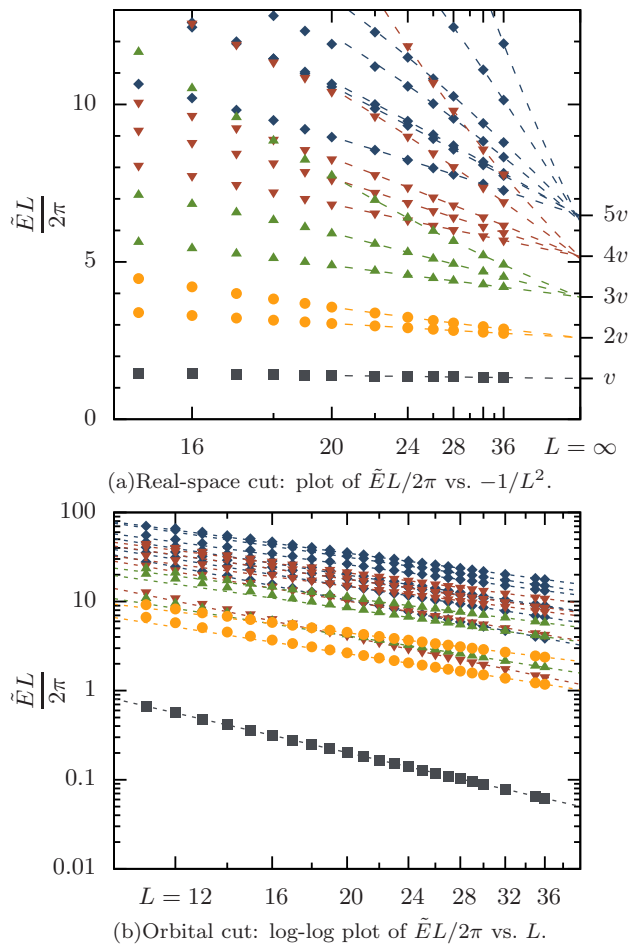 10
5
0
ẼL
2π
5v
4v
3v
2v
v
16 20 24 28 36 L = ∞
(a)Real-space cut: plot of ẼL/2π vs. −1/L².
100
10
1
0.1
0.01
ẼL
2π
L = 12 16 20 24 28 32 36
(b)Orbital cut: log-log plot of ẼL/2π vs. L.